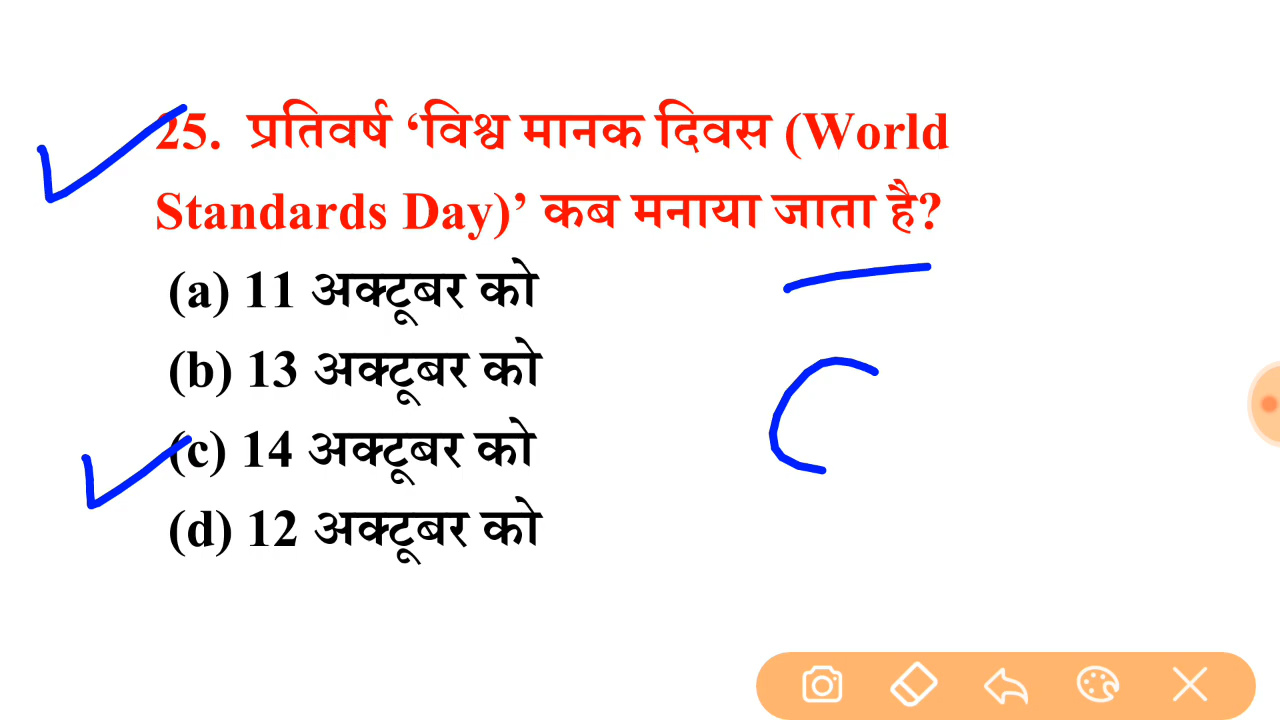 25. प्रतिवर्ष ‘विश्व मानक दिवस (World
Standards Day)’ कब मनाया जाता है?
(a) 11 अक्टूबर को
(b) 13 अक्टूबर को
(c) 14 अक्टूबर को
(d) 12 अक्टूबर को